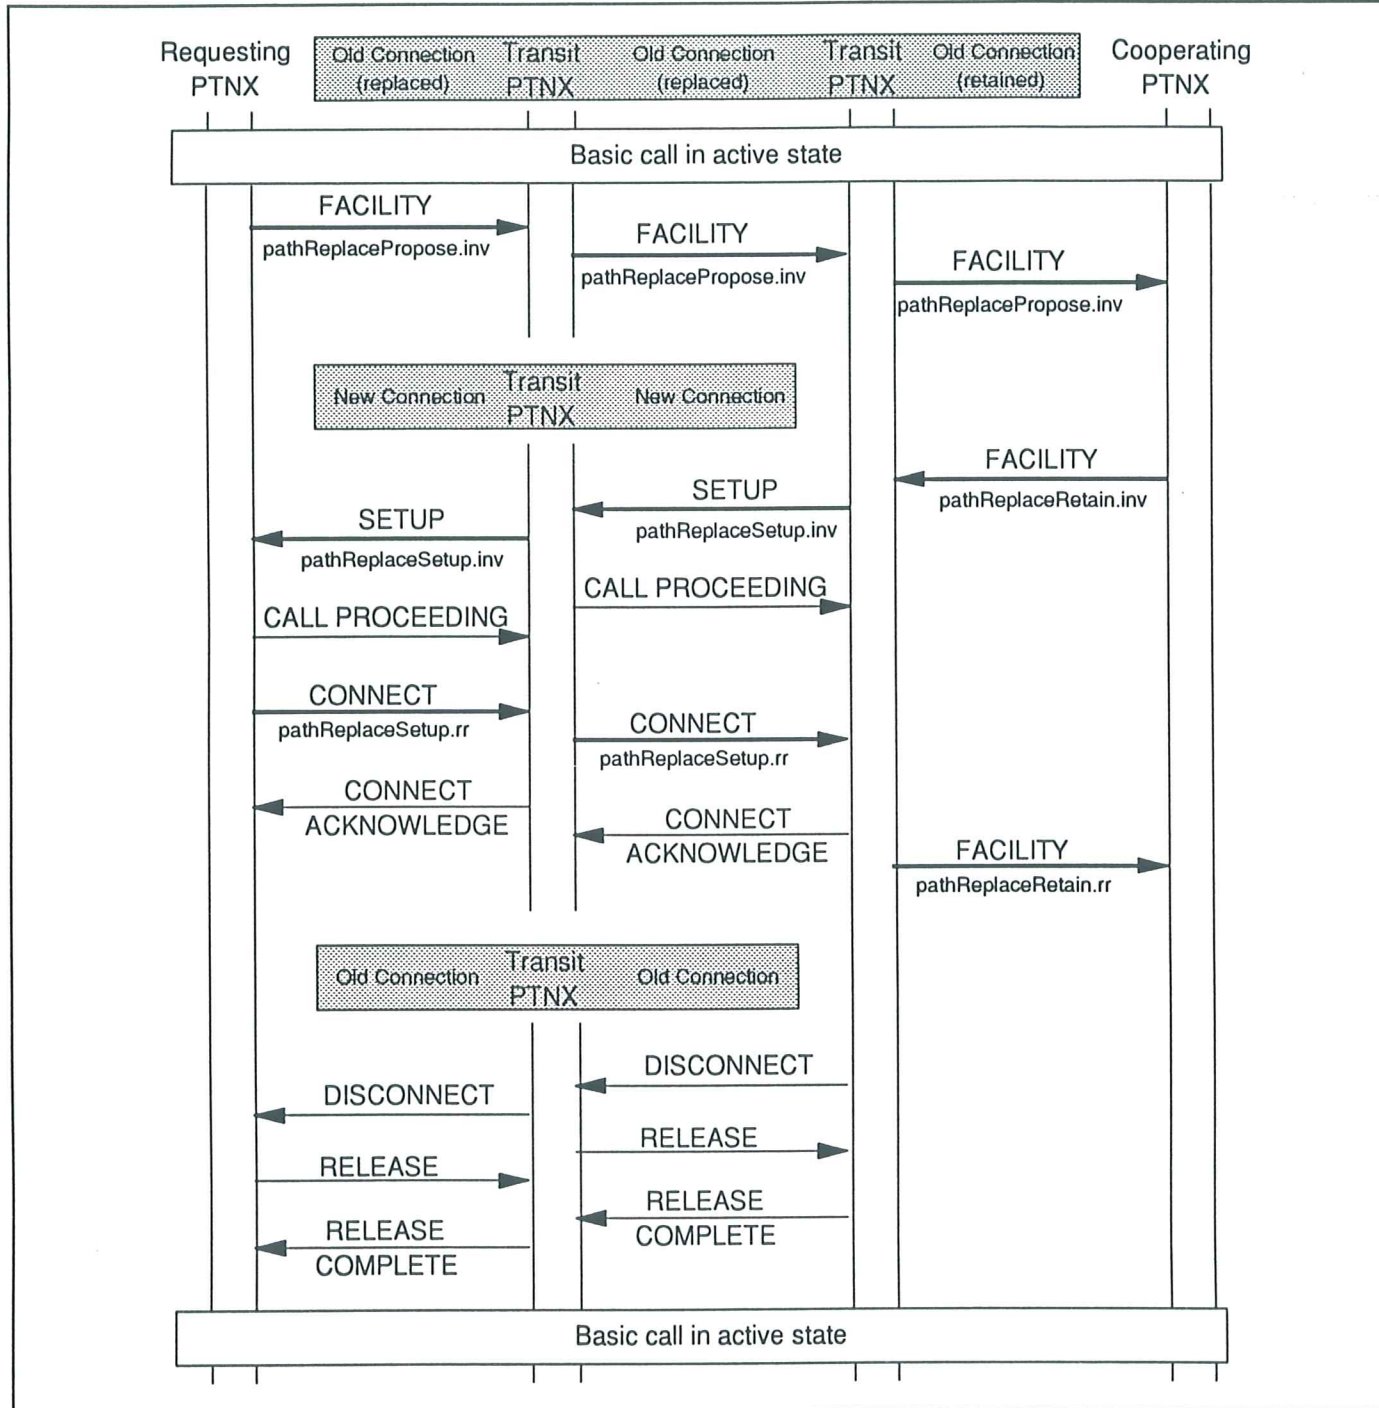 Requesting PTNX
Old Connection (replaced)
Transit PTNX
Old Connection (replaced)
Transit PTNX
Old Connection (retained)
Cooperating PTNX
Basic call in active state
FACILITY
pathReplacePropose.inv
FACILITY
pathReplacePropose.inv
FACILITY
pathReplacePropose.inv
New Connection
Transit PTNX
New Connection
FACILITY
pathReplaceRetain.inv
SETUP
pathReplaceSetup.inv
SETUP
pathReplaceSetup.inv
CALL PROCEEDING
CALL PROCEEDING
CONNECT
pathReplaceSetup.rr
CONNECT
pathReplaceSetup.rr
CONNECT
ACKNOWLEDGE
CONNECT
ACKNOWLEDGE
FACILITY
pathReplaceRetain.rr
Old Connection
Transit PTNX
Old Connection
DISCONNECT
DISCONNECT
RELEASE
RELEASE
RELEASE
COMPLETE
RELEASE
COMPLETE
Basic call in active state